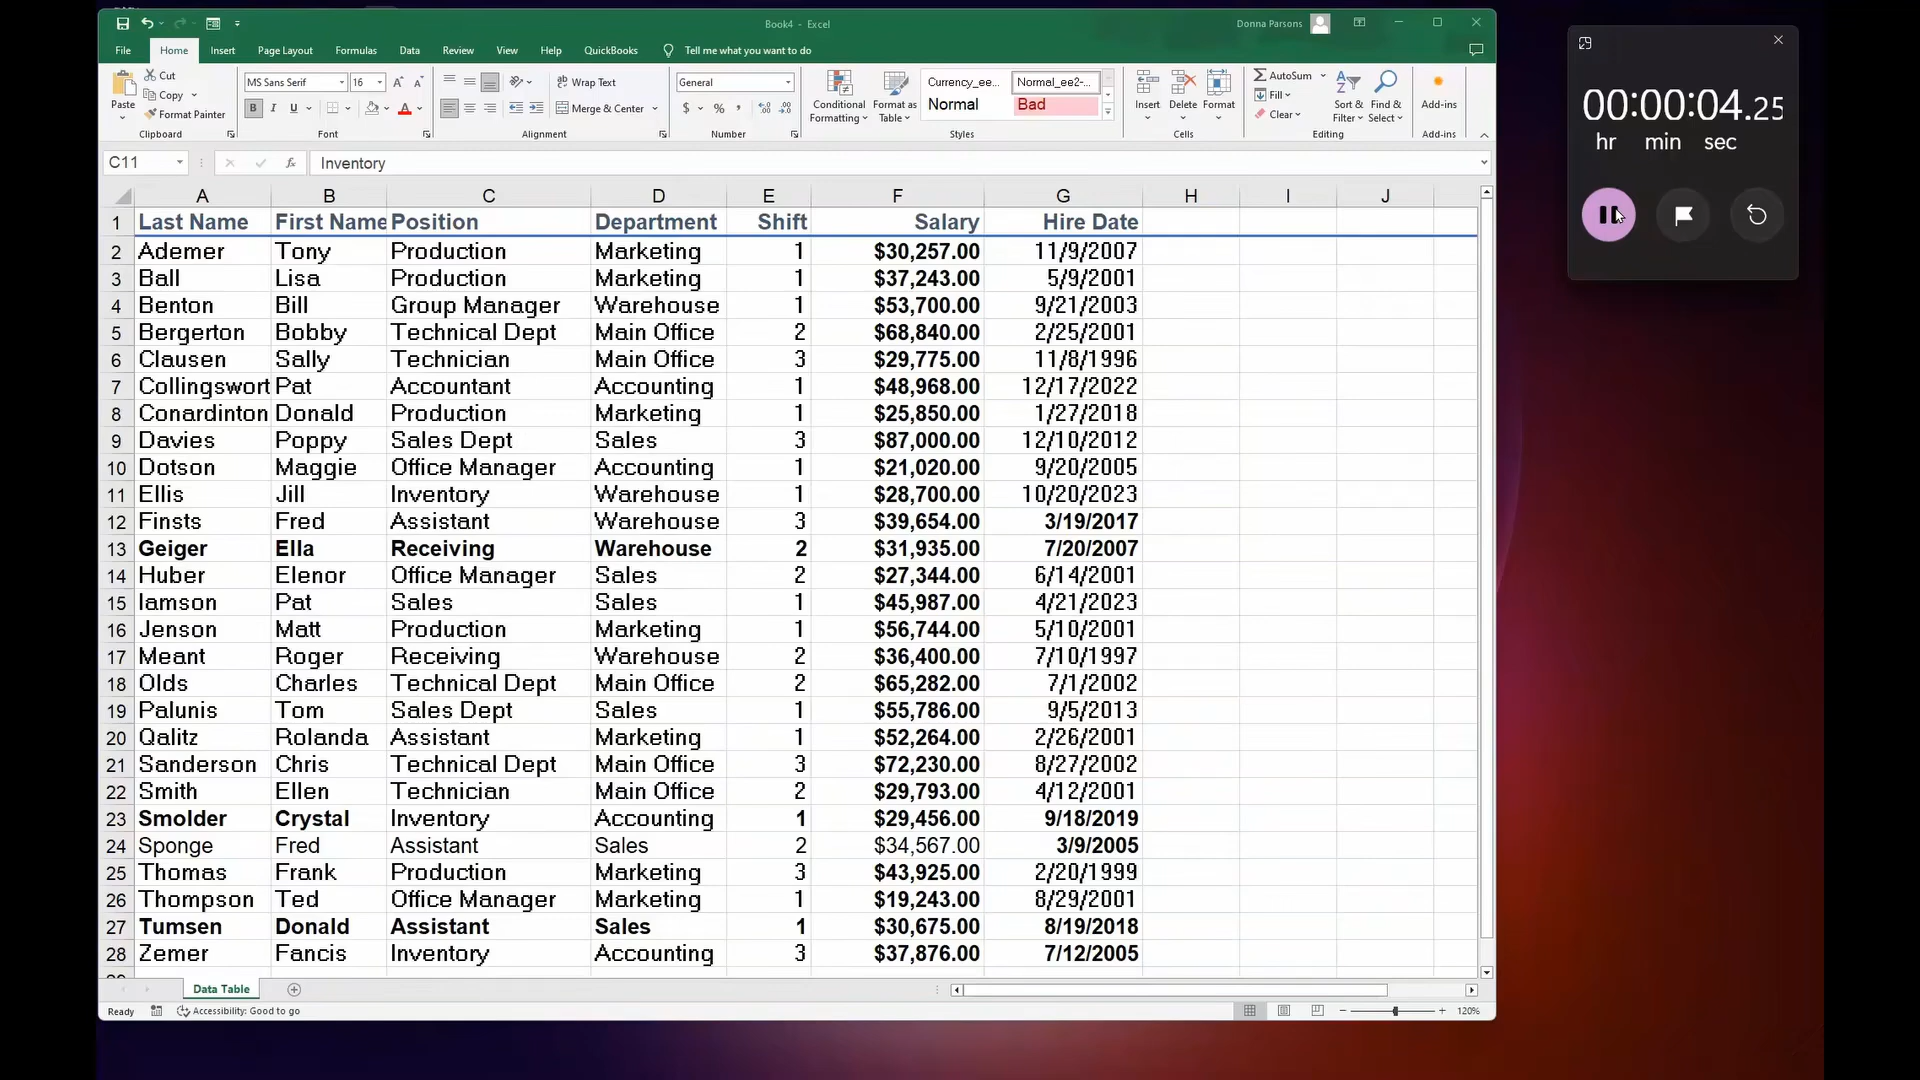 Book4 - Excel
Donna Parsons
File Home Insert Page Layout Formulas Data Review View Help QuickBooks Tell me what you want to do
Paste
Cut
Copy
Format Painter
Clipboard
MS Sans Serif 16
B I U
Font
Wrap Text
Merge & Center
Alignment
General
$ % ,
Number
Conditional Formatting
Format as Table
Currency_ee... Normal_ee2-...
Normal Bad
Styles
Insert Delete Format
Cells
AutoSum
Fill
Clear
Sort & Filter
Find & Select
Editing
Add-ins
Add-ins
C11 fx Inventory
A B C D E F G H I J
1 Last Name First Name Position Department Shift Salary Hire Date
2 Ademer Tony Production Marketing 1 $30,257.00 11/9/2007
3 Ball Lisa Production Marketing 1 $37,243.00 5/9/2001
4 Benton Bill Group Manager Warehouse 1 $53,700.00 9/21/2003
5 Bergerton Bobby Technical Dept Main Office 2 $68,840.00 2/25/2001
6 Clausen Sally Technician Main Office 3 $29,775.00 11/8/1996
7 Collingswort Pat Accountant Accounting 1 $48,968.00 12/17/2022
8 Conardinton Donald Production Marketing 1 $25,850.00 1/27/2018
9 Davies Poppy Sales Dept Sales 3 $87,000.00 12/10/2012
10 Dotson Maggie Office Manager Accounting 1 $21,020.00 9/20/2005
11 Ellis Jill Inventory Warehouse 1 $28,700.00 10/20/2023
12 Finsts Fred Assistant Warehouse 3 $39,654.00 3/19/2017
13 Geiger Ella Receiving Warehouse 2 $31,935.00 7/20/2007
14 Huber Elenor Office Manager Sales 2 $27,344.00 6/14/2001
15 Iamson Pat Sales Sales 1 $45,987.00 4/21/2023
16 Jenson Matt Production Marketing 1 $56,744.00 5/10/2001
17 Meant Roger Receiving Warehouse 2 $36,400.00 7/10/1997
18 Olds Charles Technical Dept Main Office 2 $65,282.00 7/1/2002
19 Palunis Tom Sales Dept Sales 1 $55,786.00 9/5/2013
20 Qalitz Rolanda Assistant Marketing 1 $52,264.00 2/26/2001
21 Sanderson Chris Technical Dept Main Office 3 $72,230.00 8/27/2002
22 Smith Ellen Technician Main Office 2 $29,793.00 4/12/2001
23 Smolder Crystal Inventory Accounting 1 $29,456.00 9/18/2019
24 Sponge Fred Assistant Sales 2 $34,567.00 3/9/2005
25 Thomas Frank Production Marketing 3 $43,925.00 2/20/1999
26 Thompson Ted Office Manager Marketing 1 $19,243.00 8/29/2001
27 Tumsen Donald Assistant Sales 1 $30,675.00 8/19/2018
28 Zemer Fancis Inventory Accounting 3 $37,876.00 7/12/2005
Data Table
Ready Accessibility: Good to go 120%
00:00:04.25
hr min sec